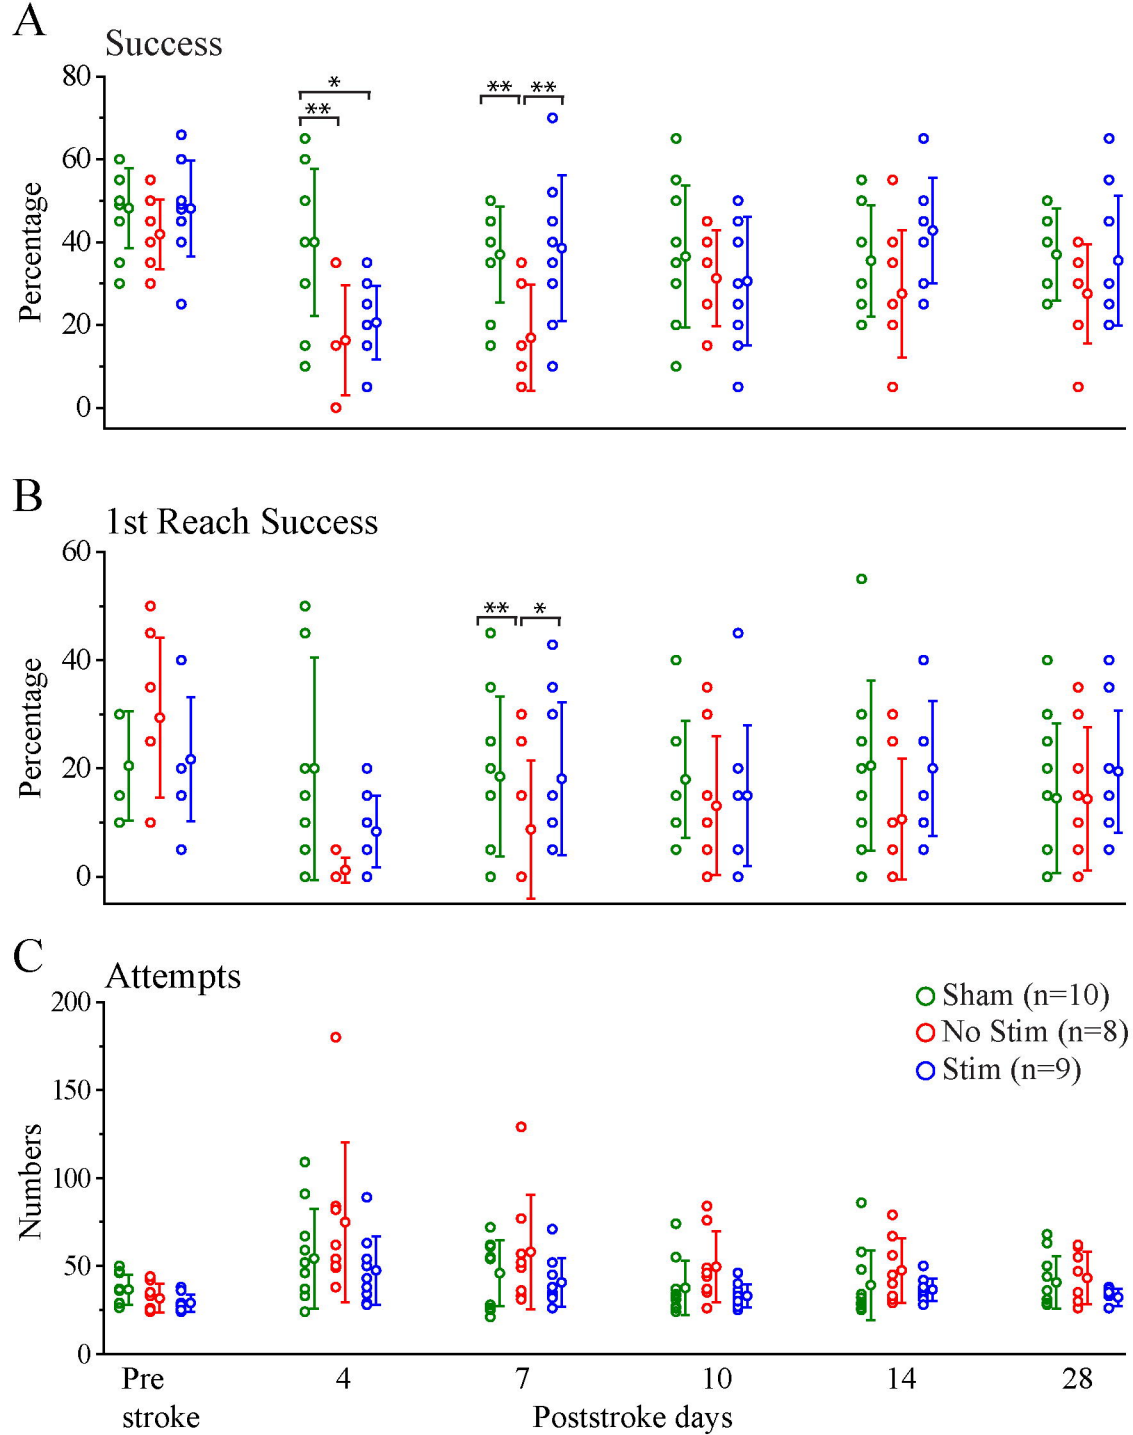 A
Success
80
60
40
20
0
Percentage
*
**
** **
B
1st Reach Success
60
40
20
0
Percentage
** *
C
Attempts
200
150
100
50
0
Numbers
Sham (n=10)
No Stim (n=8)
Stim (n=9)
Pre stroke
4
7
10
14
28
Poststroke days